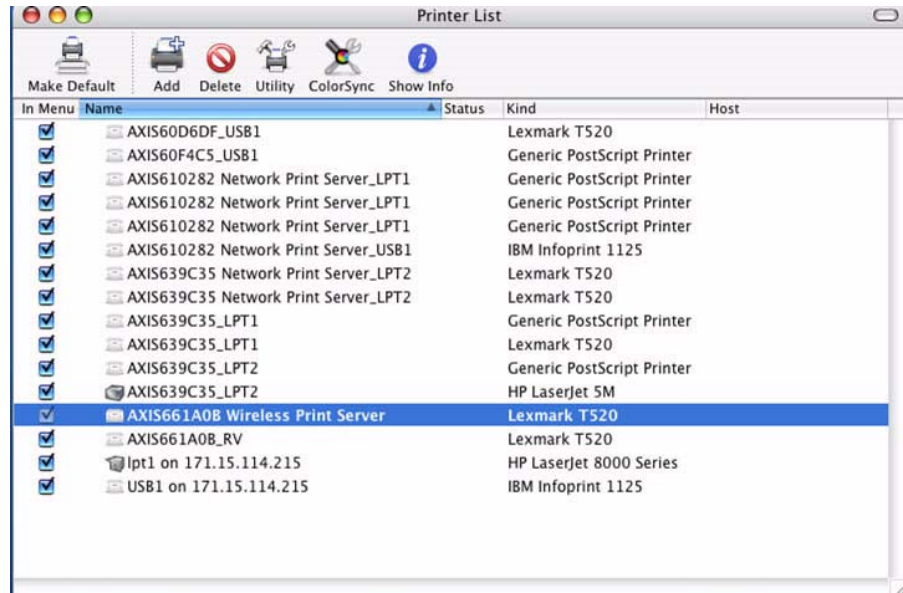 Printer List
Make Default Add Delete Utility ColorSync Show Info
In Menu Name Status Kind Host
AXIS60D6DF_USB1 Lexmark T520
AXIS60F4C5_USB1 Generic PostScript Printer
AXIS610282 Network Print Server_LPT1 Generic PostScript Printer
AXIS610282 Network Print Server_LPT1 Generic PostScript Printer
AXIS610282 Network Print Server_LPT1 Generic PostScript Printer
AXIS610282 Network Print Server_USB1 IBM Infoprint 1125
AXIS639C35 Network Print Server_LPT2 Lexmark T520
AXIS639C35 Network Print Server_LPT2 Lexmark T520
AXIS639C35_LPT1 Generic PostScript Printer
AXIS639C35_LPT1 Lexmark T520
AXIS639C35_LPT2 Generic PostScript Printer
AXIS639C35_LPT2 HP LaserJet 5M
AXIS661A0B Wireless Print Server Lexmark T520
AXIS661A0B_RV Lexmark T520
lpt1 on 171.15.114.215 HP LaserJet 8000 Series
USB1 on 171.15.114.215 IBM Infoprint 1125